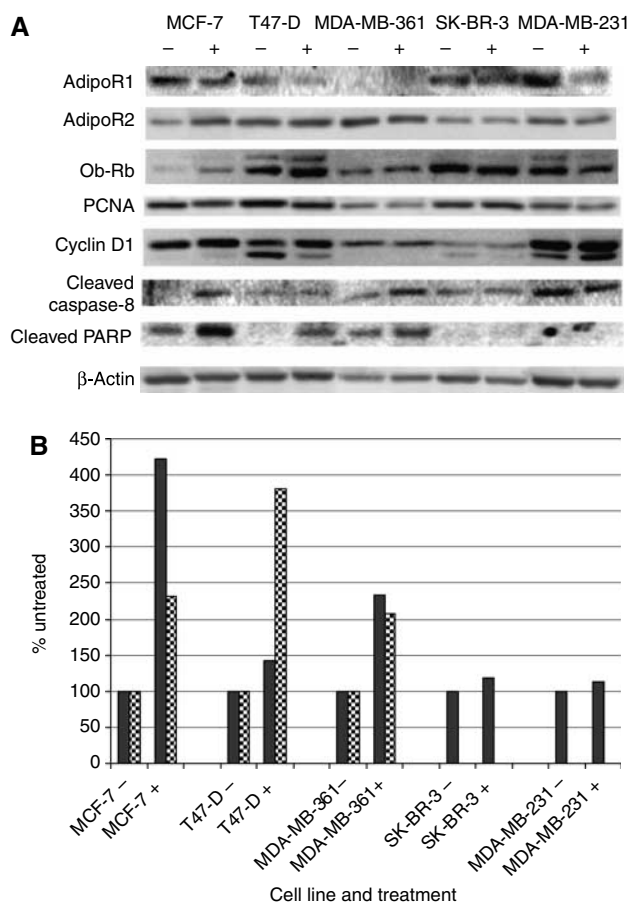 A
MCF-7 T47-D MDA-MB-361 SK-BR-3 MDA-MB-231
– + – + – + – + – +
AdipoR1
AdipoR2
Ob-Rb
PCNA
Cyclin D1
Cleaved
caspase-8
Cleaved PARP
β-Actin
B
450
400
350
300
250
200
150
100
50
0
% untreated
MCF-7 –
MCF-7 +
T47-D –
T47-D +
MDA-MB-361–
MDA-MB-361+
SK-BR-3 –
SK-BR-3 +
MDA-MB-231 –
MDA-MB-231 +
Cell line and treatment